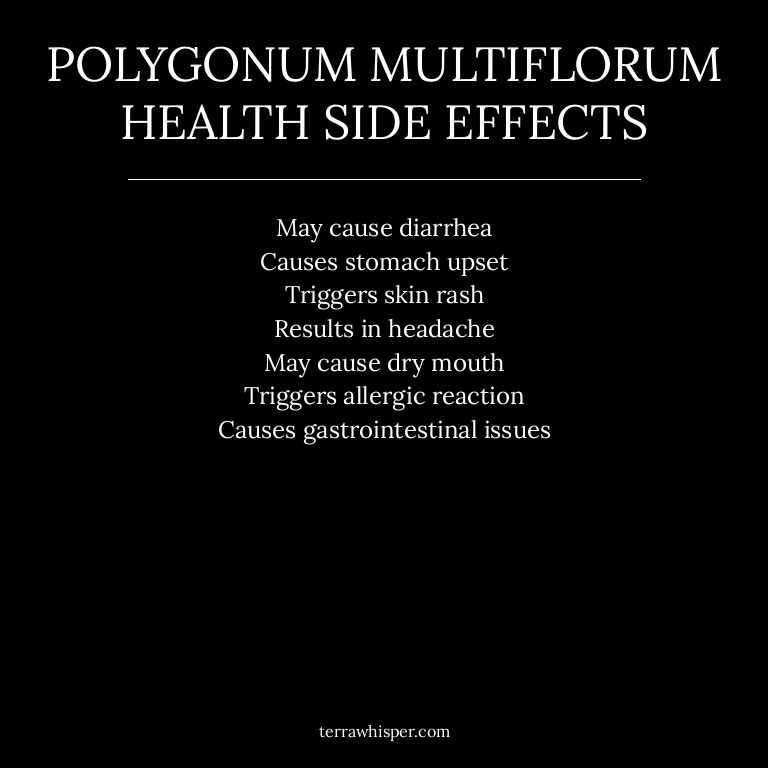 POLYGONUM MULTIFLORUM
HEALTH SIDE EFFECTS
May cause diarrhea
Causes stomach upset
Triggers skin rash
Results in headache
May cause dry mouth
Triggers allergic reaction
Causes gastrointestinal issues
terrawhisper.com